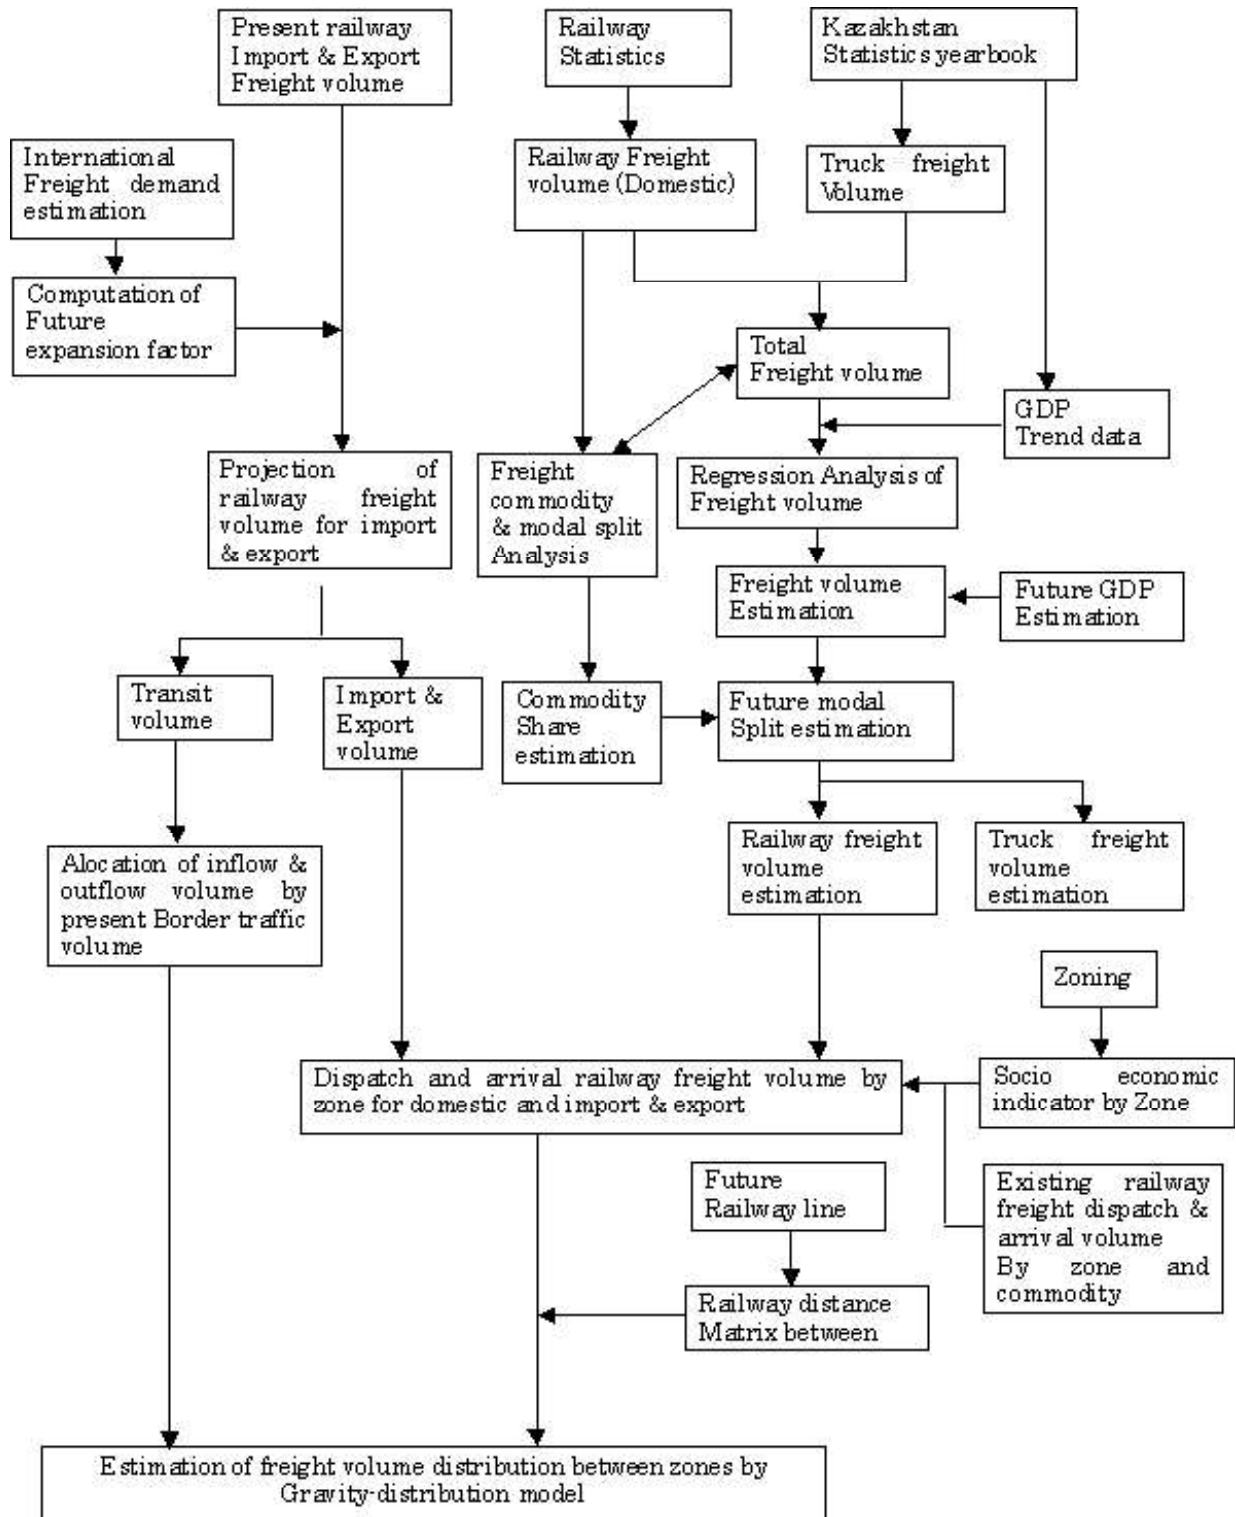 Present railway
Import & Export
Freight volume
Railway
Statistics
Kazakhstan
Statistics yearbook
International
Freight demand
estimation
Railway Freight
volume (Domestic)
Truck freight
Volume
Computation of
Future
expansion factor
Total
Freight volume
GDP
Trend data
Projection of
railway freight
volume for import
& export
Freight
commodity
& modal split
Analysis
Regression Analysis of
Freight volume
Freight volume
Estimation
Future GDP
Estimation
Transit
volume
Import &
Export
volume
Commodity
Share
estimation
Future modal
Split estimation
Railway freight
volume
estimation
Truck freight
volume
estimation
Alocation of inflow &
outflow volume by
present Border traffic
volume
Zoning
Dispatch and arrival railway freight volume by
zone for domestic and import & export
Socio economic
indicator by Zone
Future
Railway line
Existing railway
freight dispatch &
arrival volume
By zone and
commodity
Railway distance
Matrix between
Estimation of freight volume distribution between zones by
Gravity-distribution model